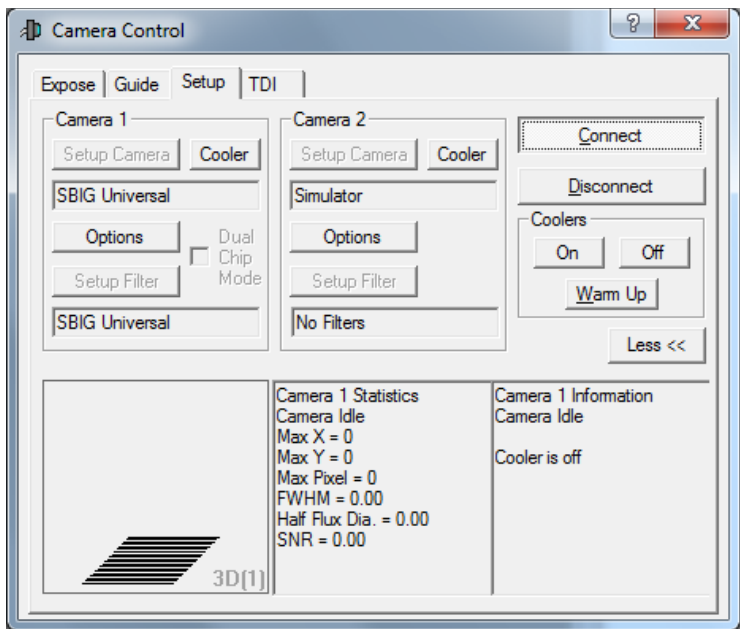 Camera Control
? X
Expose Guide Setup TDI
Camera 1
Setup Camera Cooler
SBIG Universal
Options
Dual
Chip
Mode
Setup Filter
SBIG Universal
Camera 2
Setup Camera Cooler
Simulator
Options
Setup Filter
No Filters
Connect
Disconnect
Coolers
On Off
Warm Up
Less <<
3D(1)
Camera 1 Statistics
Camera Idle
Max X = 0
Max Y = 0
Max Pixel = 0
FWHM = 0.00
Half Flux Dia. = 0.00
SNR = 0.00
Camera 1 Information
Camera Idle
Cooler is off